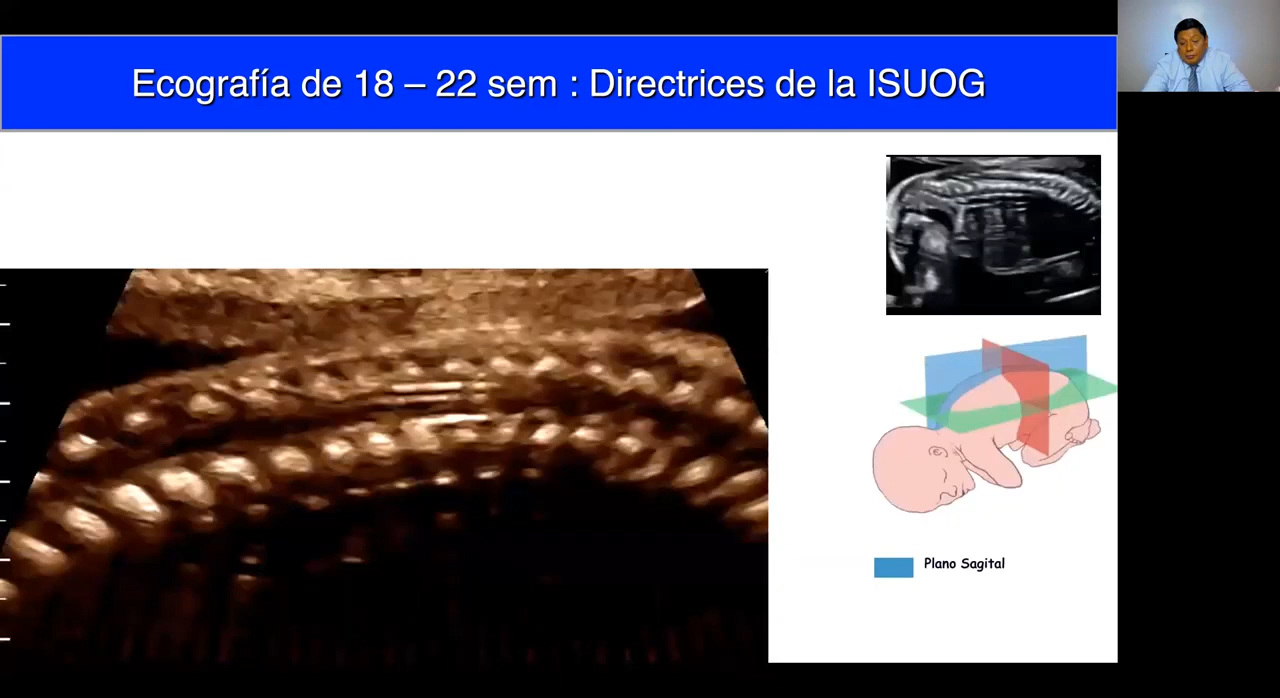 Ecografía de 18 – 22 sem : Directrices de la ISUOG
Plano Sagital